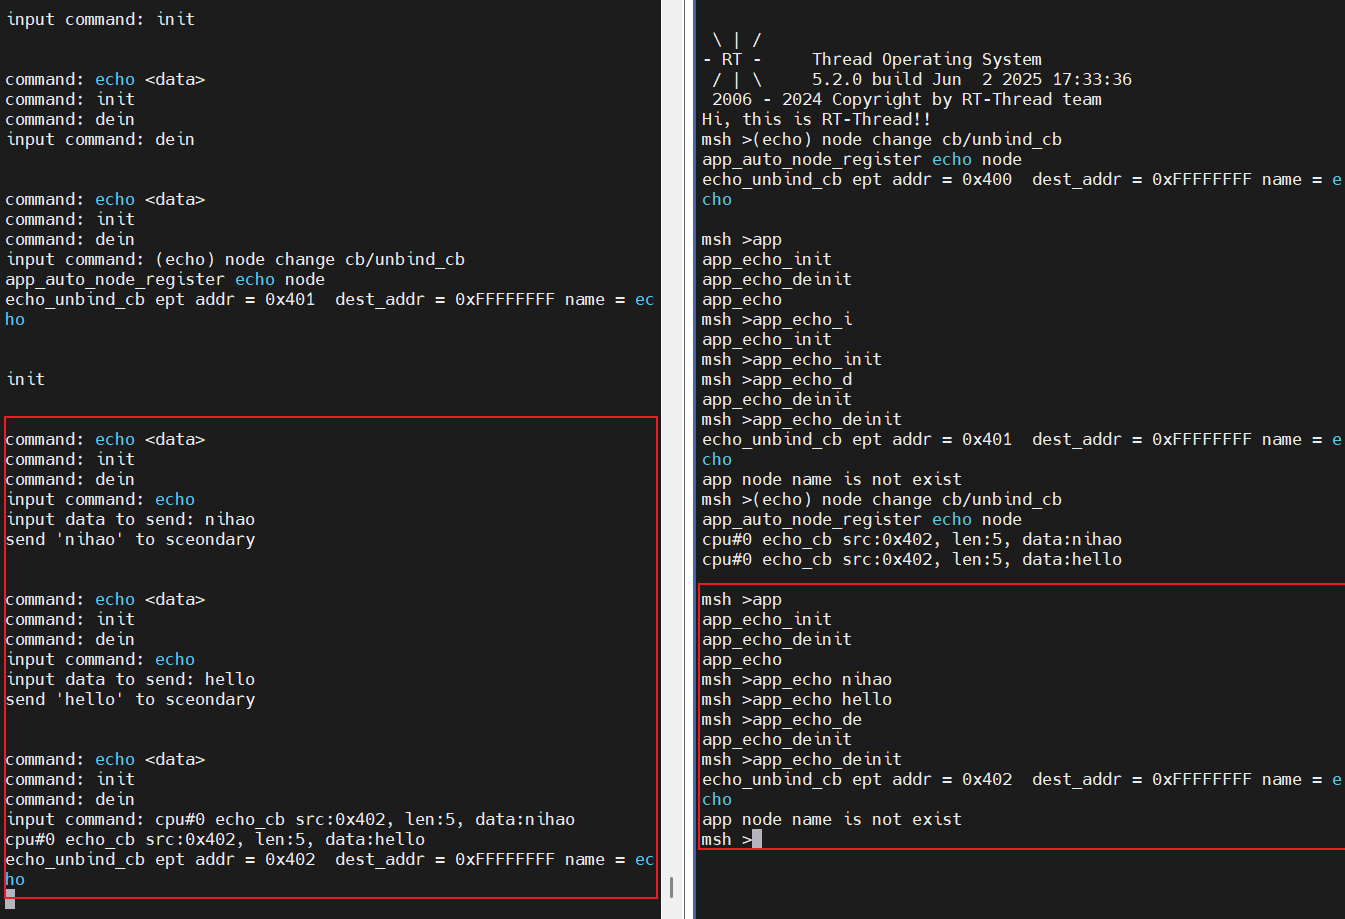 input command: init
command: echo <data>
command: init
command: dein
input command: dein
command: echo <data>
command: init
command: dein
input command: (echo) node change cb/unbind_cb
app_auto_node_register echo node
echo_unbind_cb ept addr = 0x401  dest_addr = 0xFFFFFFFF name = ec
ho
init
command: echo <data>
command: init
command: dein
input command: echo
input data to send: nihao
send 'nihao' to sceondary
command: echo <data>
command: init
command: dein
input command: echo
input data to send: hello
send 'hello' to sceondary
command: echo <data>
command: init
command: dein
input command: cpu#0 echo_cb src:0x402, len:5, data:nihao
cpu#0 echo_cb src:0x402, len:5, data:hello
echo_unbind_cb ept addr = 0x402  dest_addr = 0xFFFFFFFF name = ec
ho
 \ | /
- RT -     Thread Operating System
 / | \     5.2.0 build Jun  2 2025 17:33:36
 2006 - 2024 Copyright by RT-Thread team
Hi, this is RT-Thread!!
msh >(echo) node change cb/unbind_cb
app_auto_node_register echo node
echo_unbind_cb ept addr = 0x400  dest_addr = 0xFFFFFFFF name = e
cho
msh >app
app_echo_init
app_echo_deinit
app_echo
msh >app_echo_i
app_echo_init
msh >app_echo_init
msh >app_echo_d
app_echo_deinit
msh >app_echo_deinit
echo_unbind_cb ept addr = 0x401  dest_addr = 0xFFFFFFFF name = e
cho
app node name is not exist
msh >(echo) node change cb/unbind_cb
app_auto_node_register echo node
cpu#0 echo_cb src:0x402, len:5, data:nihao
cpu#0 echo_cb src:0x402, len:5, data:hello
msh >app
app_echo_init
app_echo_deinit
app_echo
msh >app_echo nihao
msh >app_echo hello
msh >app_echo_de
app_echo_deinit
msh >app_echo_deinit
echo_unbind_cb ept addr = 0x402  dest_addr = 0xFFFFFFFF name = e
cho
app node name is not exist
msh >